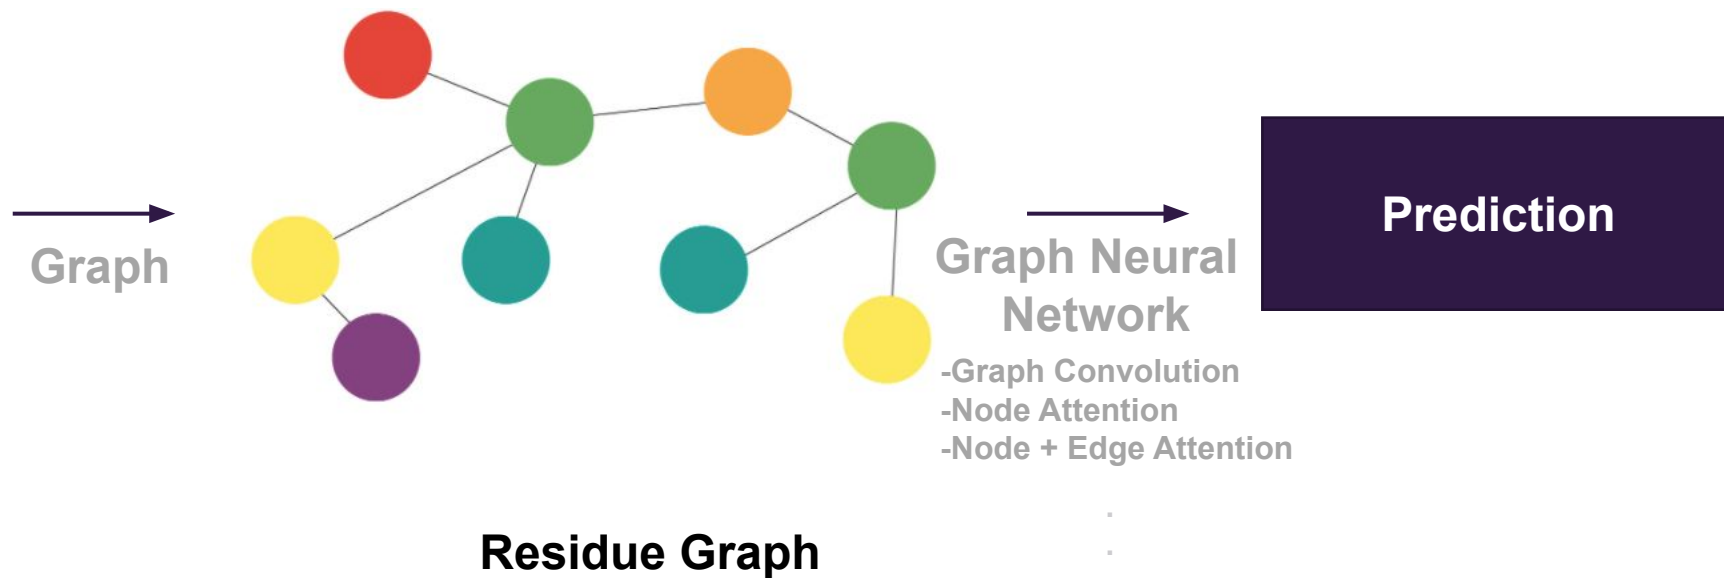 Graph
Residue Graph
Graph Neural
Network
-Graph Convolution
-Node Attention
-Node + Edge Attention
.
.
Prediction